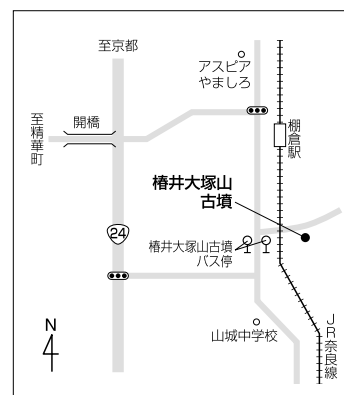 至京都
アスピア
やましろ
開橋
至精華町
棚倉駅
椿井大塚山
古墳
24
椿井大塚山古墳
バス停
N
山城中学校
JR奈良線